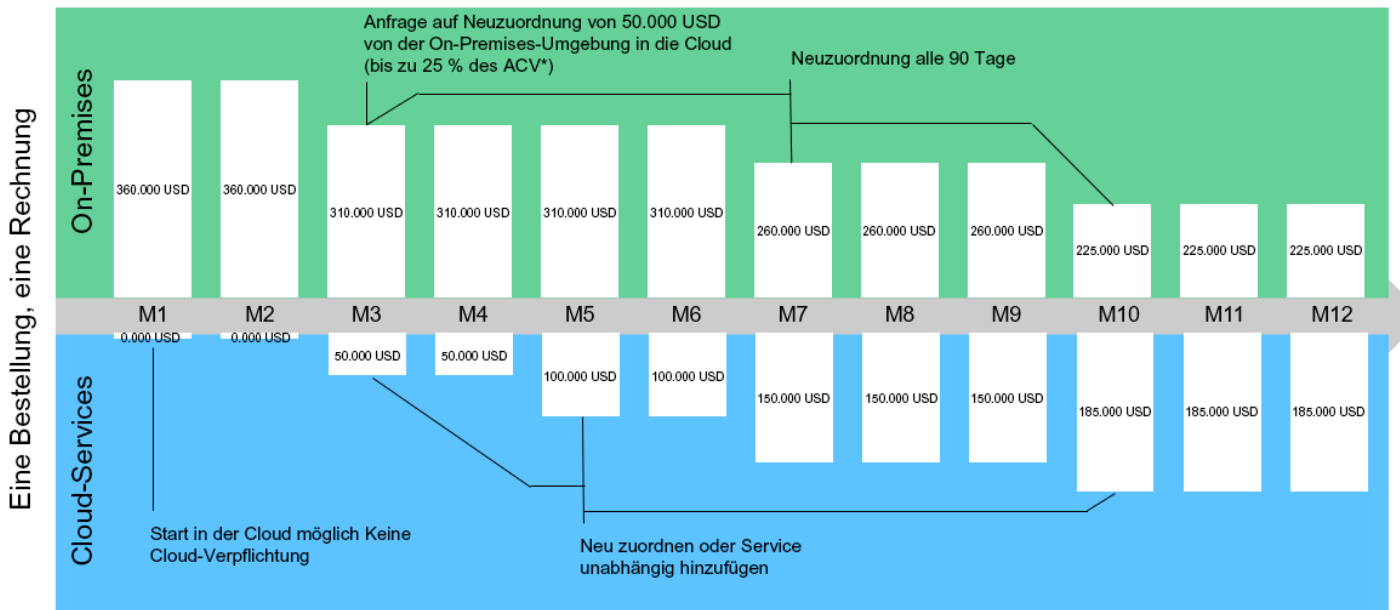 Eine Bestellung, eine Rechnung
On-Premises
Anfrage auf Neuzuordnung von 50.000 USD
von der On-Premises-Umgebung in die Cloud
(bis zu 25 % des ACV*)
Neuzuordnung alle 90 Tage
360.000 USD
360.000 USD
310.000 USD
310.000 USD
310.000 USD
310.000 USD
260.000 USD
260.000 USD
260.000 USD
225.000 USD
225.000 USD
225.000 USD
M1
M2
M3
M4
M5
M6
M7
M8
M9
M10
M11
M12
Cloud-Services
0.000 USD
0.000 USD
50.000 USD
50.000 USD
100.000 USD
100.000 USD
150.000 USD
150.000 USD
150.000 USD
185.000 USD
185.000 USD
185.000 USD
Start in der Cloud möglich Keine
Cloud-Verpflichtung
Neu zuordnen oder Service
unabhängig hinzufügen